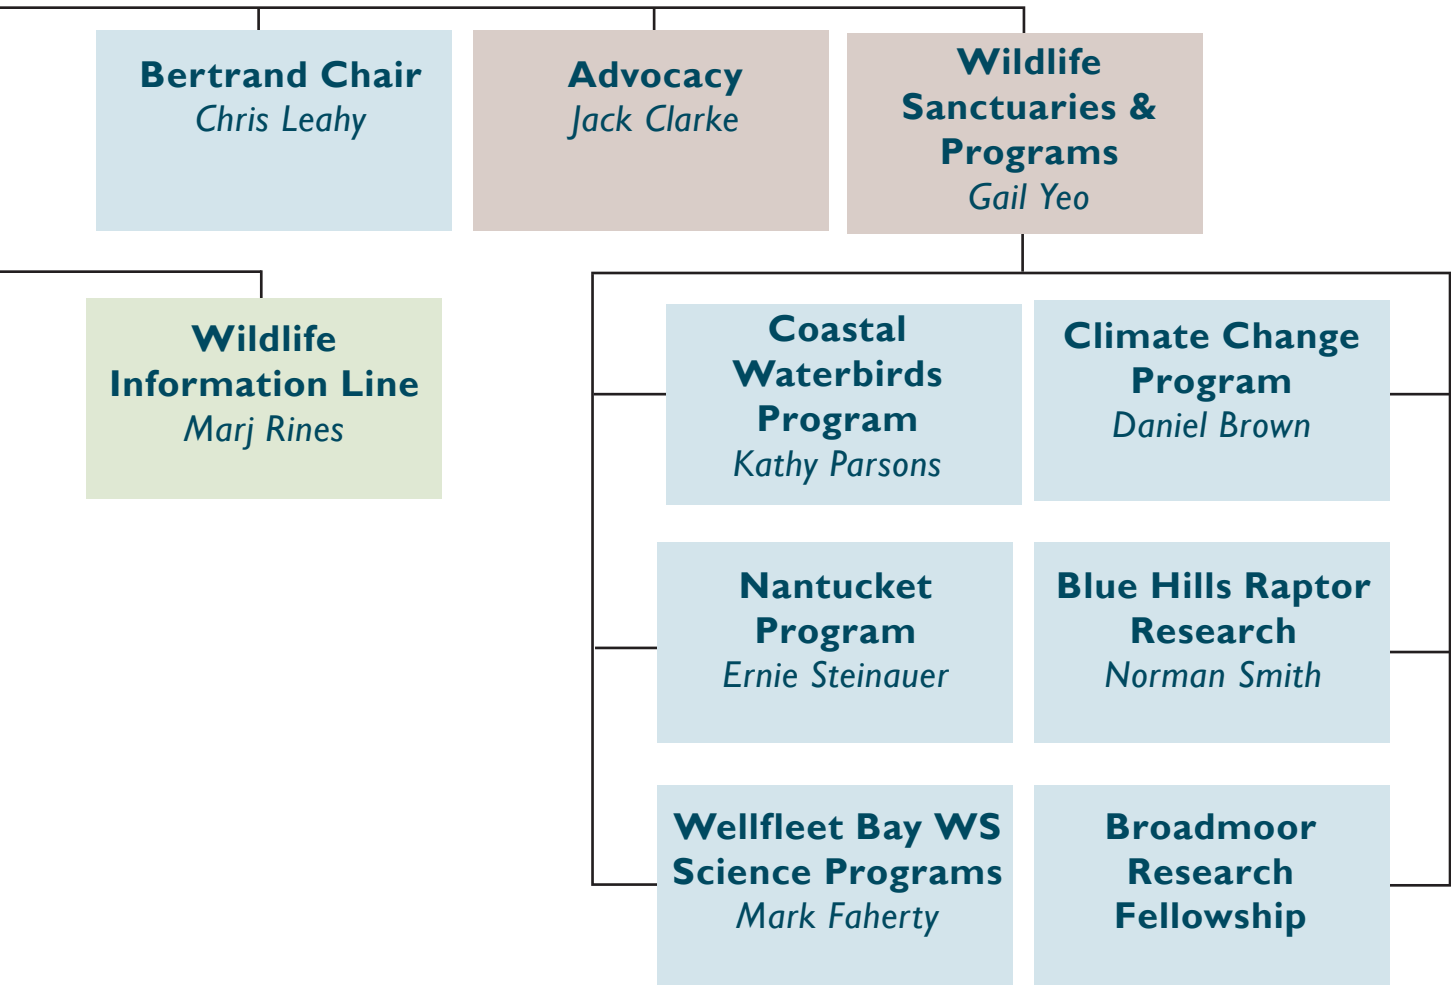 Bertrand Chair
Chris Leahy
Advocacy
Jack Clarke
Wildlife
Sanctuaries &
Programs
Gail Yeo
Wildlife
Information Line
Marj Rines
Coastal
Waterbirds
Program
Kathy Parsons
Climate Change
Program
Daniel Brown
Nantucket
Program
Ernie Steinauer
Blue Hills Raptor
Research
Norman Smith
Wellfleet Bay WS
Science Programs
Mark Faherty
Broadmoor
Research
Fellowship